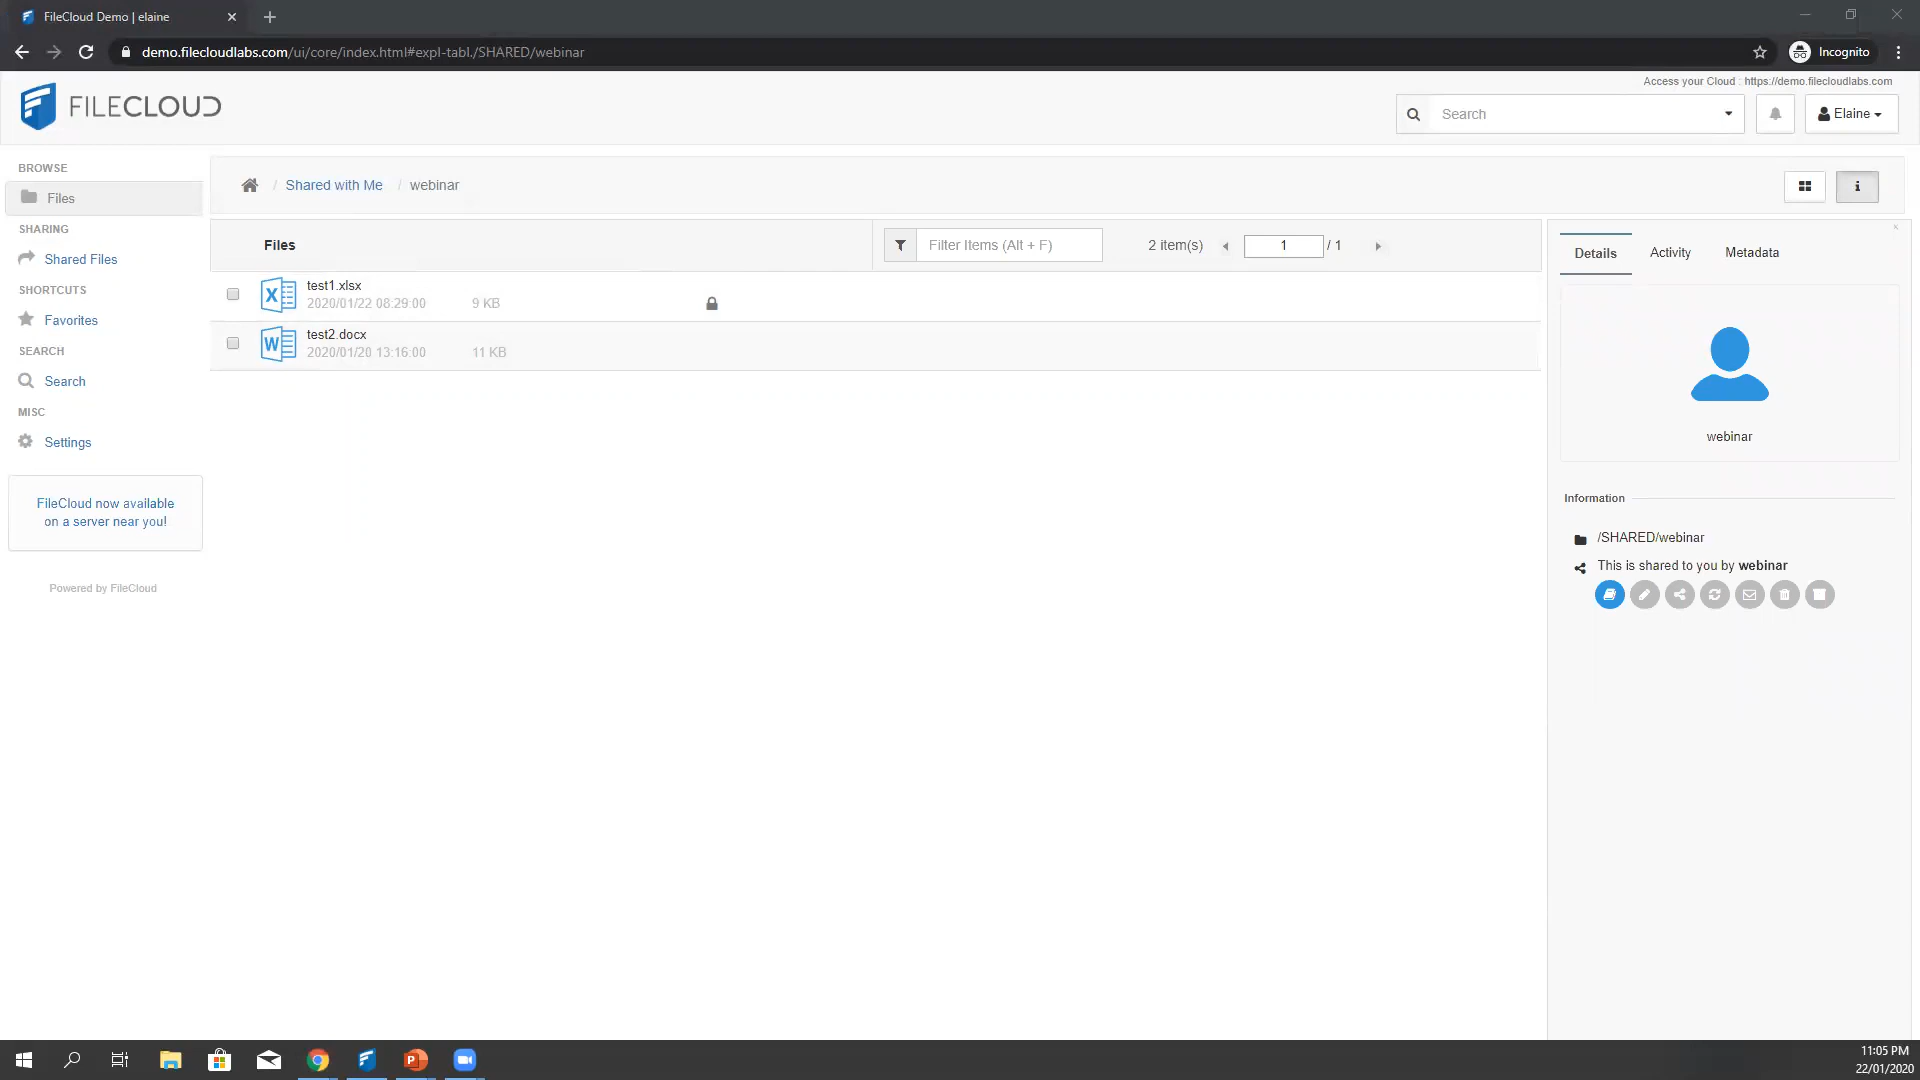 FileCloud Demo | elaine
demo.filecloudlabs.com/ui/core/index.html#expl-tabl./SHARED/webinar
Incognito
Access your Cloud : https://demo.filecloudlabs.com
FILECLOUD
Search
Elaine
BROWSE
Files
SHARING
Shared Files
SHORTCUTS
Favorites
SEARCH
Search
MISC
Settings
FileCloud now available
on a server near you!
Powered by FileCloud
/ Shared with Me / webinar
Files
Filter Items (Alt + F)
2 item(s)
1 / 1
test1.xlsx
2020/01/22 08:29:00 9 KB
test2.docx
2020/01/20 13:16:00 11 KB
Details Activity Metadata
webinar
Information
/SHARED/webinar
This is shared to you by webinar
11:05 PM
22/01/2020